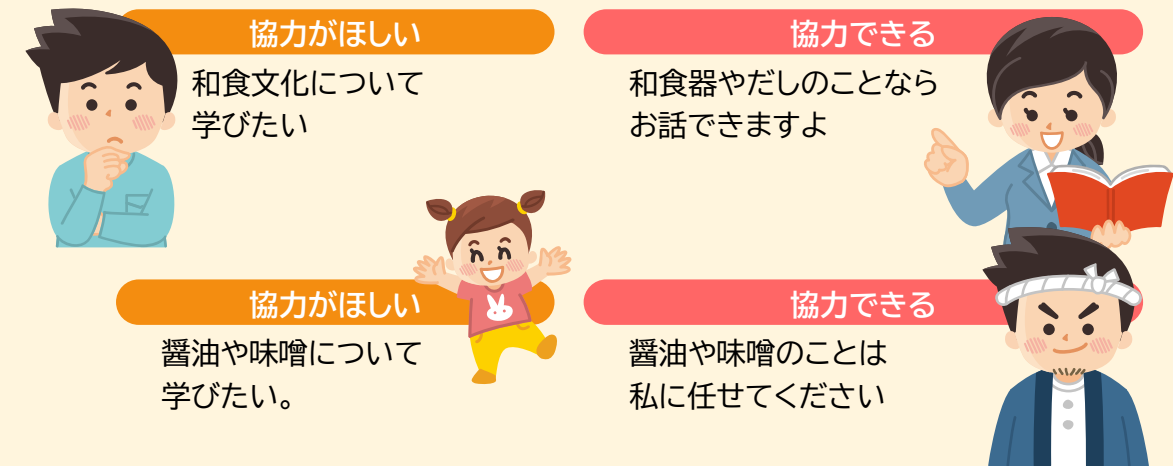 協力がほしい
和食文化について
学びたい
協力できる
和食器やだしのことなら
お話できますよ
協力がほしい
醤油や味噌について
学びたい。
協力できる
醤油や味噌のことは
私に任せてください